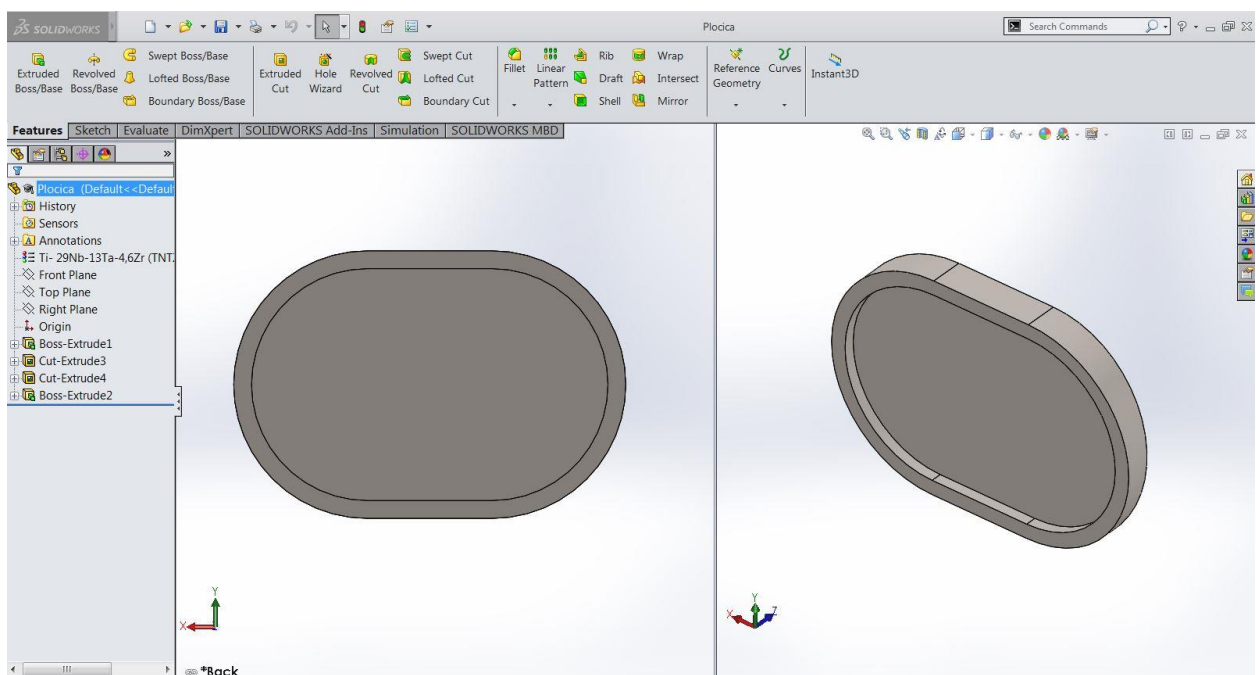 SOLIDWORKS
Plocica
Search Commands
Extruded Boss/Base
Revolved Boss/Base
Swept Boss/Base
Lofted Boss/Base
Boundary Boss/Base
Extruded Cut
Hole Wizard
Revolved Cut
Swept Cut
Lofted Cut
Boundary Cut
Fillet
Linear Pattern
Rib
Draft
Shell
Wrap
Intersect
Mirror
Reference Geometry
Curves
Instant3D
Features Sketch Evaluate DimXpert SOLIDWORKS Add-Ins Simulation SOLIDWORKS MBD
Plocica (Default<<Defaul
History
Sensors
Annotations
Ti- 29Nb-13Ta-4,6Zr (TNT
Front Plane
Top Plane
Right Plane
Origin
Boss-Extrude1
Cut-Extrude3
Cut-Extrude4
Boss-Extrude2
Y
X
Y
X
Z
*Back